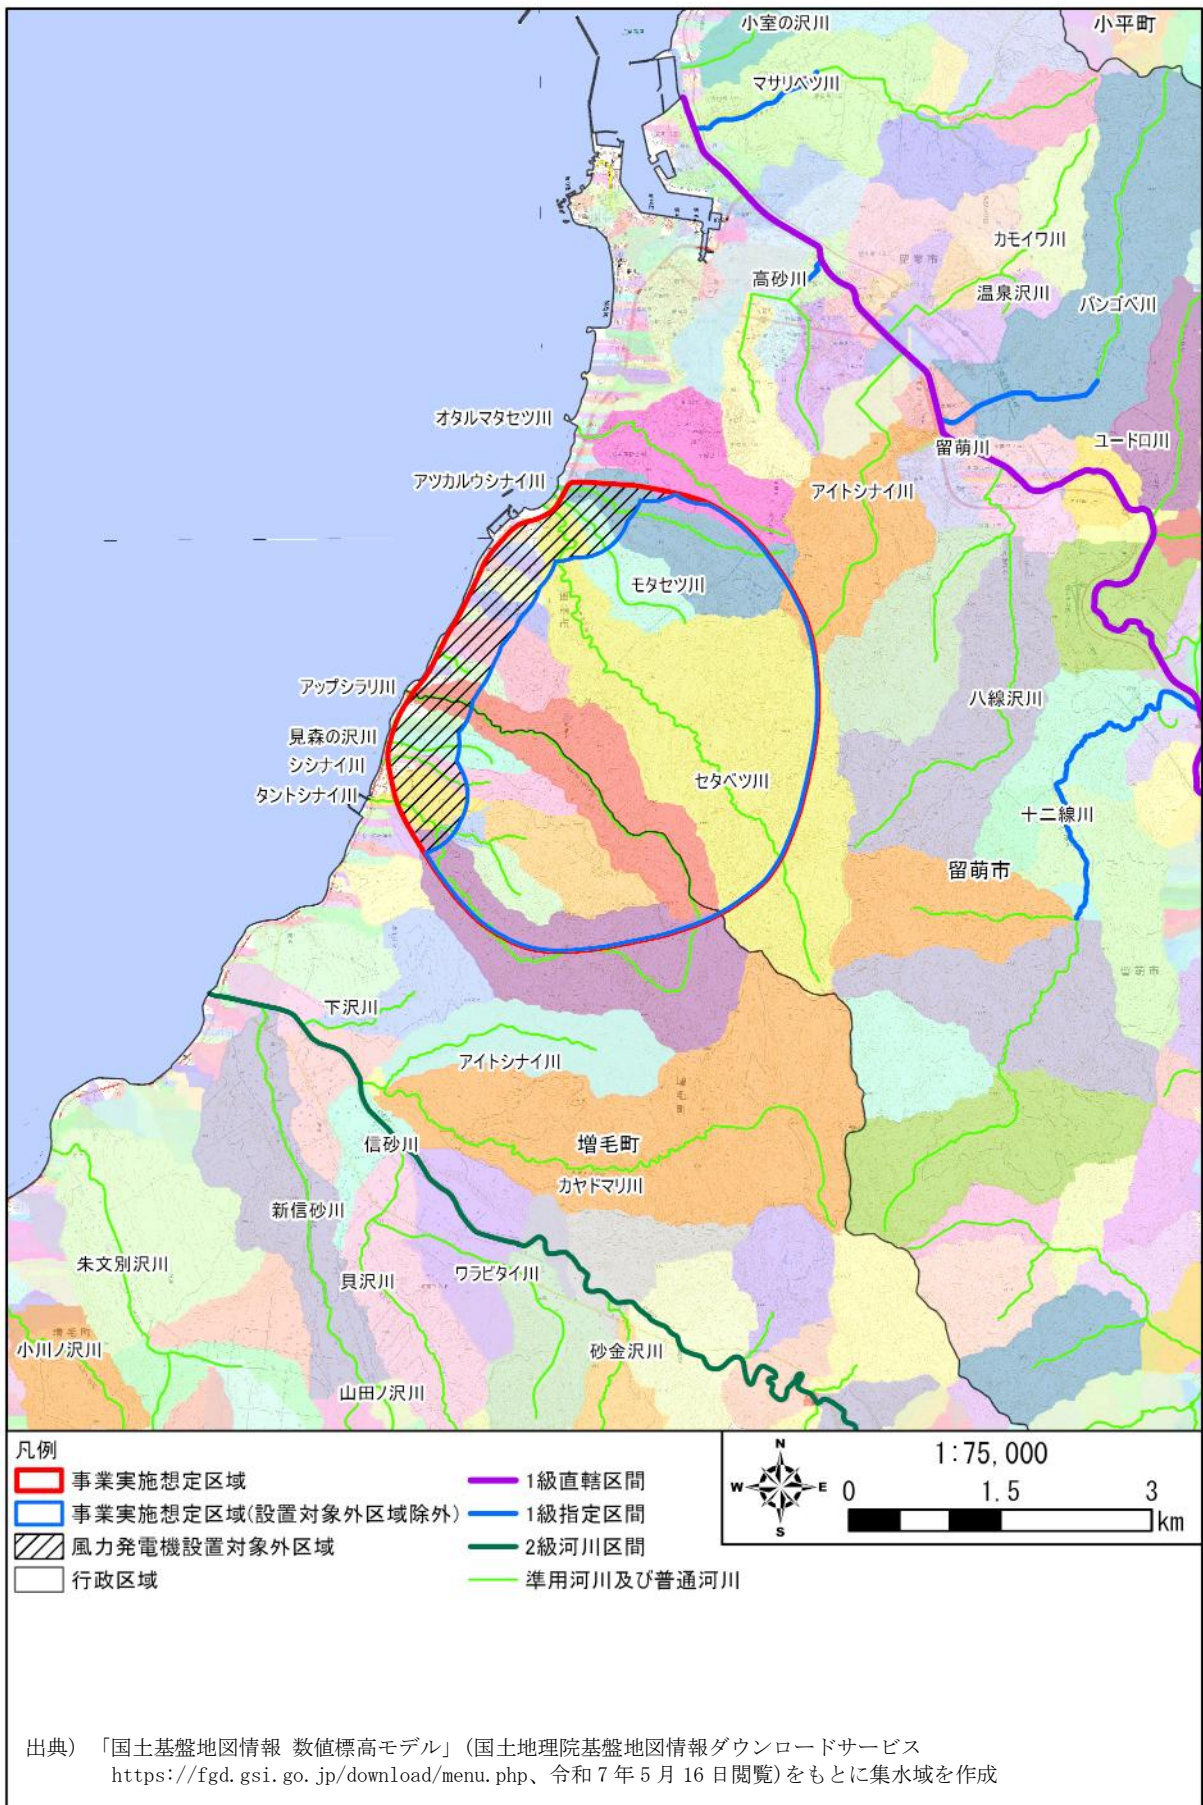 小室の沢川
小平町
マサリベツ川
カモイワ川
高砂川
温泉沢川
バンゴベ川
オタルマタセツ川
留萌川
ユードロ川
アツカルウシナイ川
アイトシナイ川
モタセツ川
アップシラリ川
八線沢川
見森の沢川
シシナイ川
セタベツ川
タントシナイ川
十二線川
留萌市
留萌市
下沢川
アイトシナイ川
増毛町
信砂川
増毛町
カヤドマリ川
新信砂川
朱文別沢川
貝沢川
ワラビタイ川
増毛町
小川ノ沢川
砂金沢川
山田ノ沢川
凡例
事業実施想定区域
事業実施想定区域(設置対象外区域除外)
風力発電機設置対象外区域
行政区域
1級直轄区間
1級指定区間
2級河川区間
準用河川及び普通河川
N
W E
S
1:75,000
0 1.5 3
km
出典) 「国土基盤地図情報 数値標高モデル」(国土地理院基盤地図情報ダウンロードサービス
https://fgd.gsi.go.jp/download/menu.php、令和7年5月16日閲覧)をもとに集水域を作成